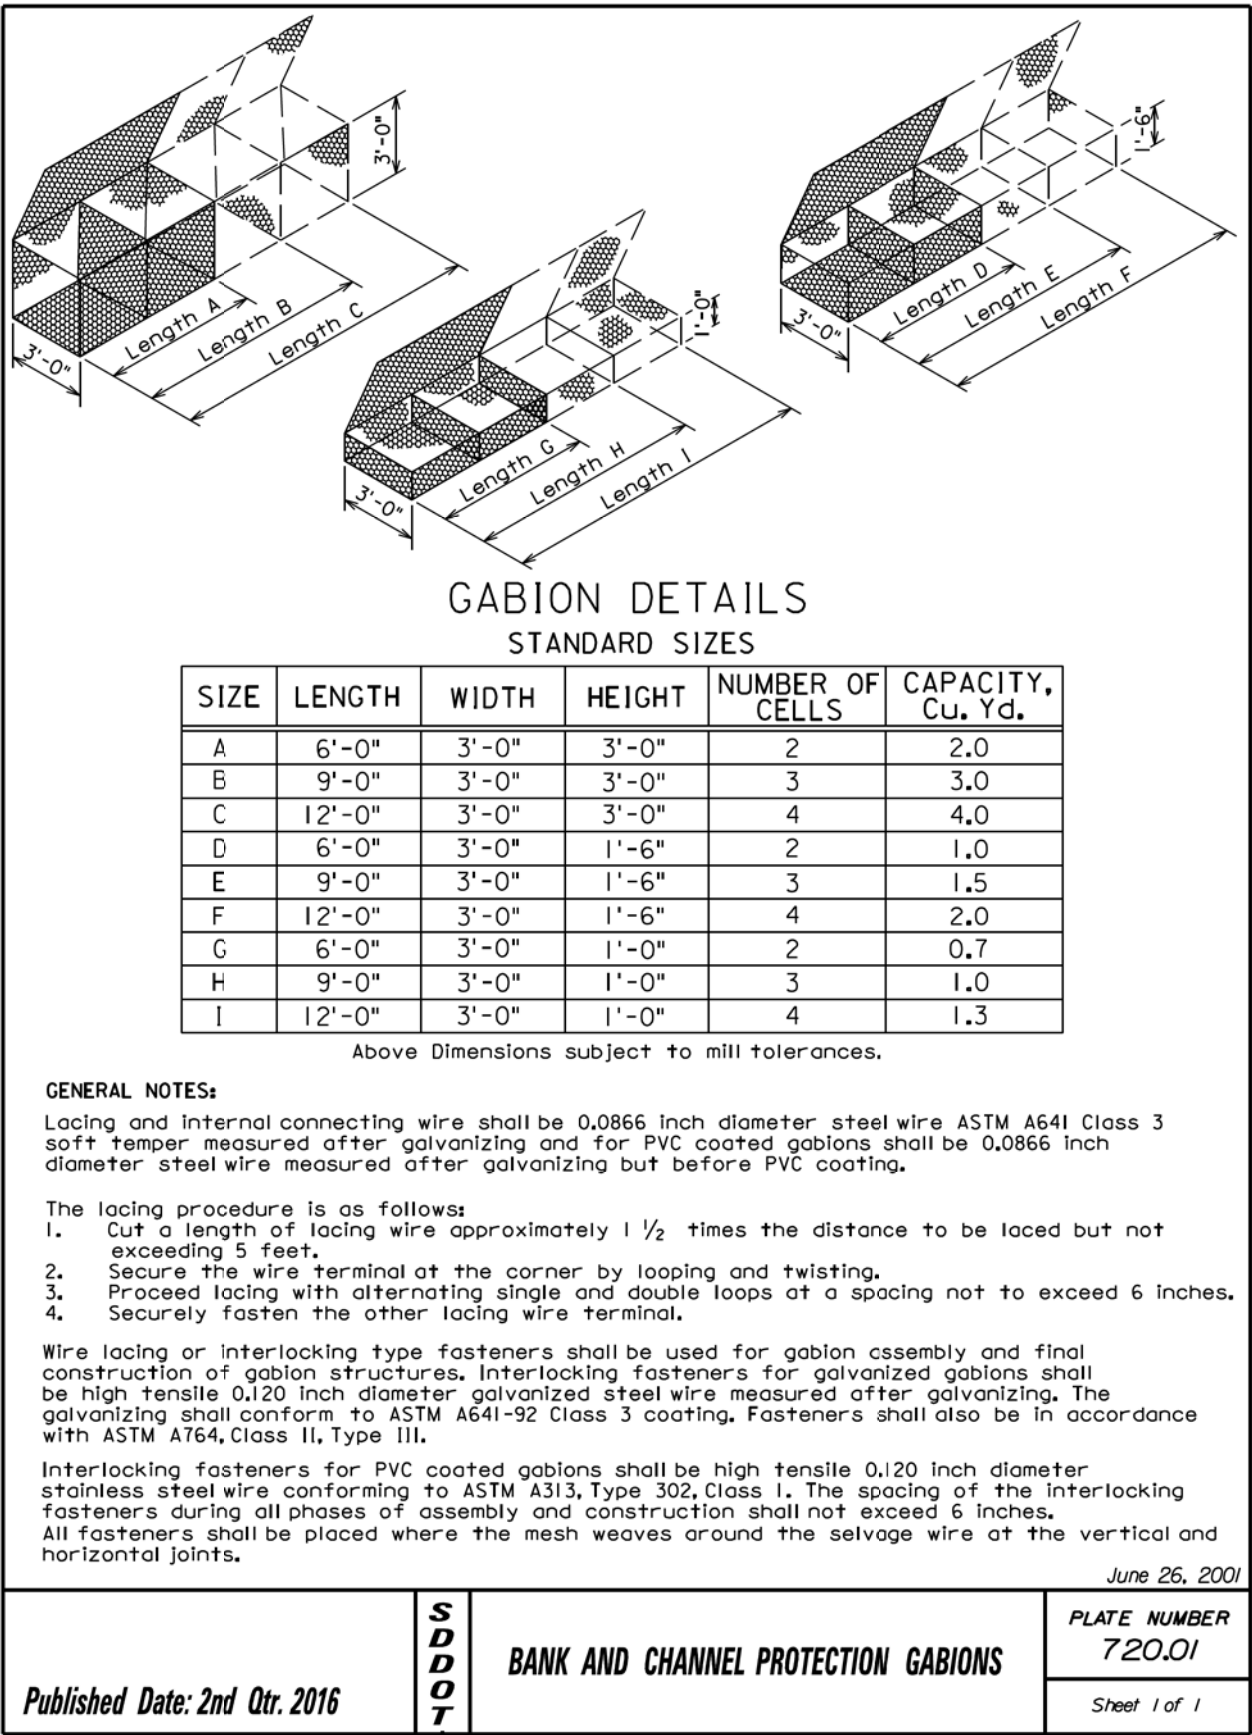 3'-0"
1'-6"
Length A
Length B
Length C
3'-0"
1'-0"
Length D
Length E
Length F
3'-0"
Length G
Length H
Length I
3'-0"
GABION DETAILS
STANDARD SIZES
SIZE LENGTH WIDTH HEIGHT NUMBER OF CELLS CAPACITY, Cu. Yd.
A 6'-0" 3'-0" 3'-0" 2 2.0
B 9'-0" 3'-0" 3'-0" 3 3.0
C 12'-0" 3'-0" 3'-0" 4 4.0
D 6'-0" 3'-0" 1'-6" 2 1.0
E 9'-0" 3'-0" 1'-6" 3 1.5
F 12'-0" 3'-0" 1'-6" 4 2.0
G 6'-0" 3'-0" 1'-0" 2 0.7
H 9'-0" 3'-0" 1'-0" 3 1.0
I 12'-0" 3'-0" 1'-0" 4 1.3
Above Dimensions subject to mill tolerances.
GENERAL NOTES:
Lacing and internal connecting wire shall be 0.0866 inch diameter steel wire ASTM A641 Class 3
soft temper measured after galvanizing and for PVC coated gabions shall be 0.0866 inch
diameter steel wire measured after galvanizing but before PVC coating.
The lacing procedure is as follows:
1. Cut a length of lacing wire approximately 1 1/2 times the distance to be laced but not
exceeding 5 feet.
2. Secure the wire terminal at the corner by looping and twisting.
3. Proceed lacing with alternating single and double loops at a spacing not to exceed 6 inches.
4. Securely fasten the other lacing wire terminal.
Wire lacing or interlocking type fasteners shall be used for gabion assembly and final
construction of gabion structures. Interlocking fasteners for galvanized gabions shall
be high tensile 0.120 inch diameter galvanized steel wire measured after galvanizing. The
galvanizing shall conform to ASTM A641-92 Class 3 coating. Fasteners shall also be in accordance
with ASTM A764, Class II, Type III.
Interlocking fasteners for PVC coated gabions shall be high tensile 0.120 inch diameter
stainless steel wire conforming to ASTM A313, Type 302, Class 1. The spacing of the interlocking
fasteners during all phases of assembly and construction shall not exceed 6 inches.
All fasteners shall be placed where the mesh weaves around the selvage wire at the vertical and
horizontal joints.
June 26, 2001
Published Date: 2nd Qtr. 2016
SDDOT
BANK AND CHANNEL PROTECTION GABIONS
PLATE NUMBER
720.01
Sheet 1 of 1